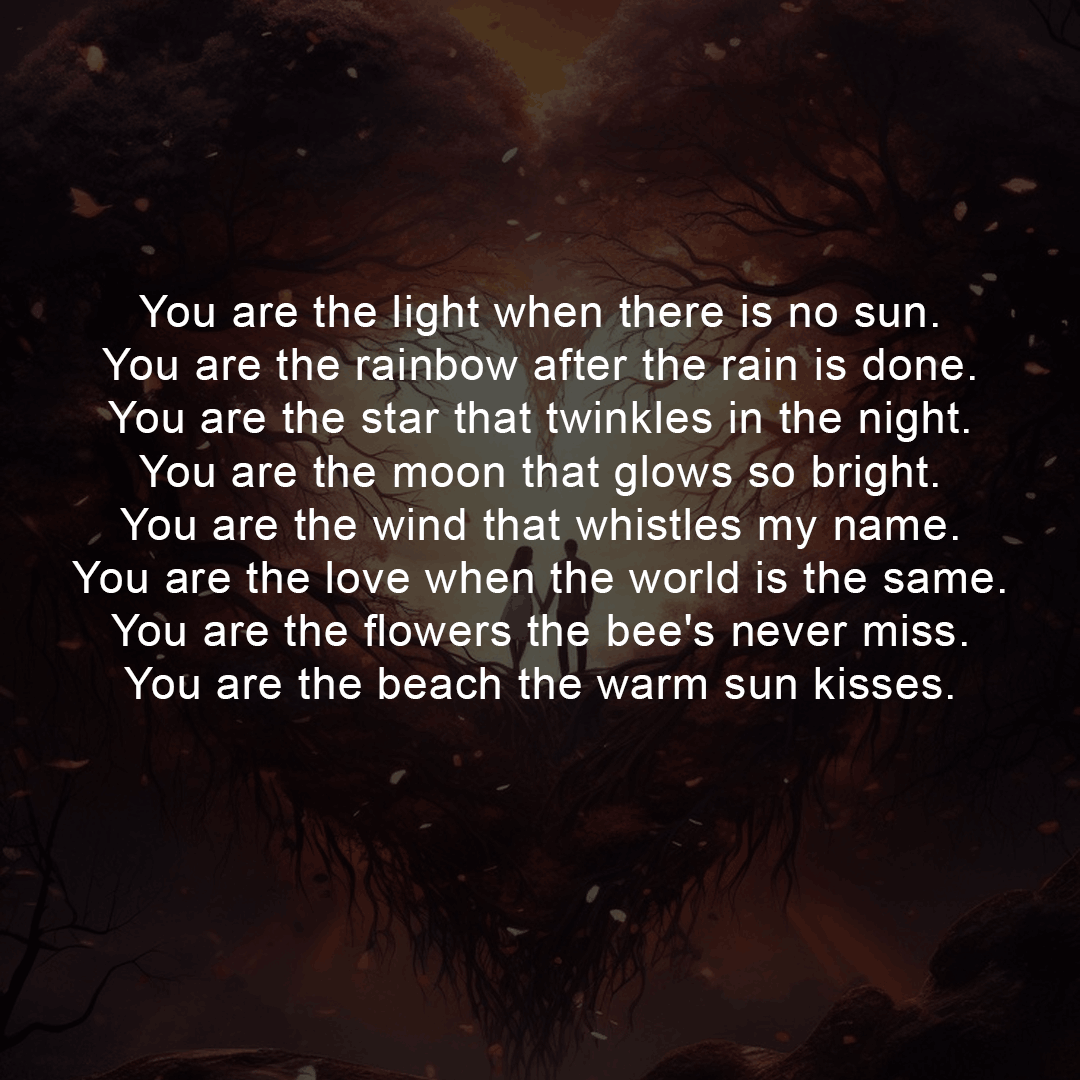 You are the light when there is no sun.
You are the rainbow after the rain is done.
You are the star that twinkles in the night.
You are the moon that glows so bright.
You are the wind that whistles my name.
You are the love when the world is the same.
You are the flowers the bee's never miss.
You are the beach the warm sun kisses.